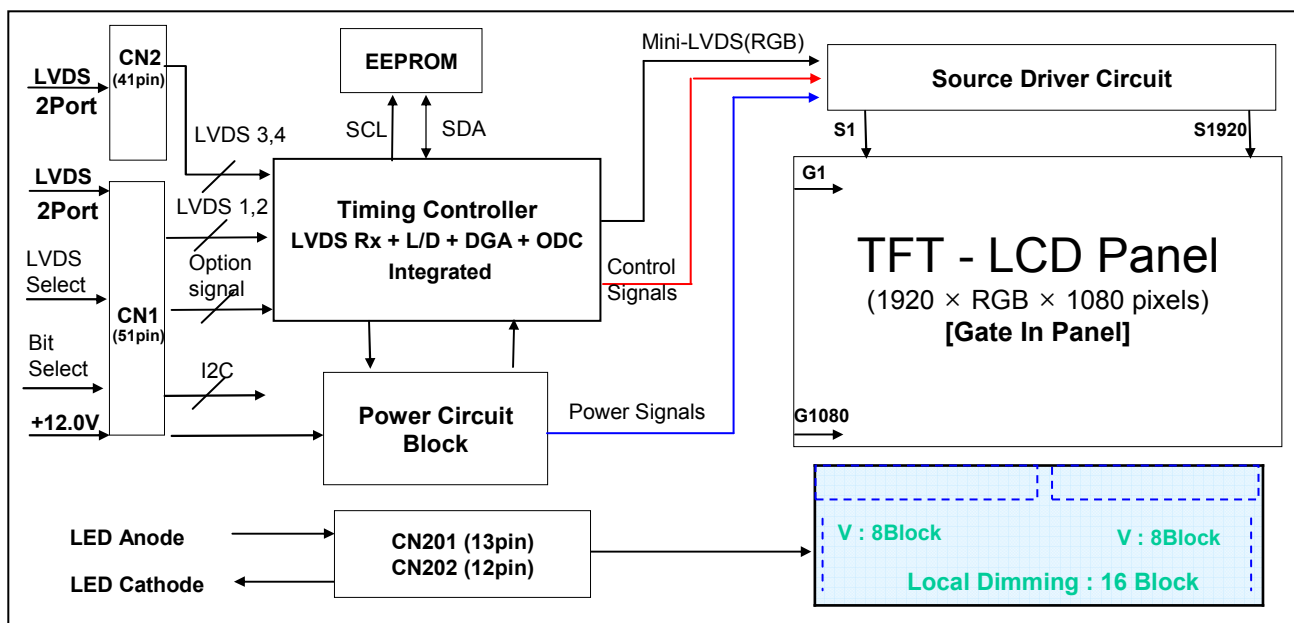 CN2
(41pin)
LVDS
2Port
LVDS 3,4
EEPROM
SCL
SDA
Mini-LVDS(RGB)
Source Driver Circuit
S1
S1920
LVDS
2Port
LVDS 1,2
LVDS
Select
Option
signal
CN1
(51pin)
Bit
Select
I2C
+12.0V
Timing Controller
LVDS Rx + L/D + DGA + ODC
Integrated
Control
Signals
Power Circuit
Block
Power Signals
G1
TFT - LCD Panel
(1920 × RGB × 1080 pixels)
[Gate In Panel]
G1080
LED Anode
LED Cathode
CN201 (13pin)
CN202 (12pin)
V : 8Block
V : 8Block
Local Dimming : 16 Block